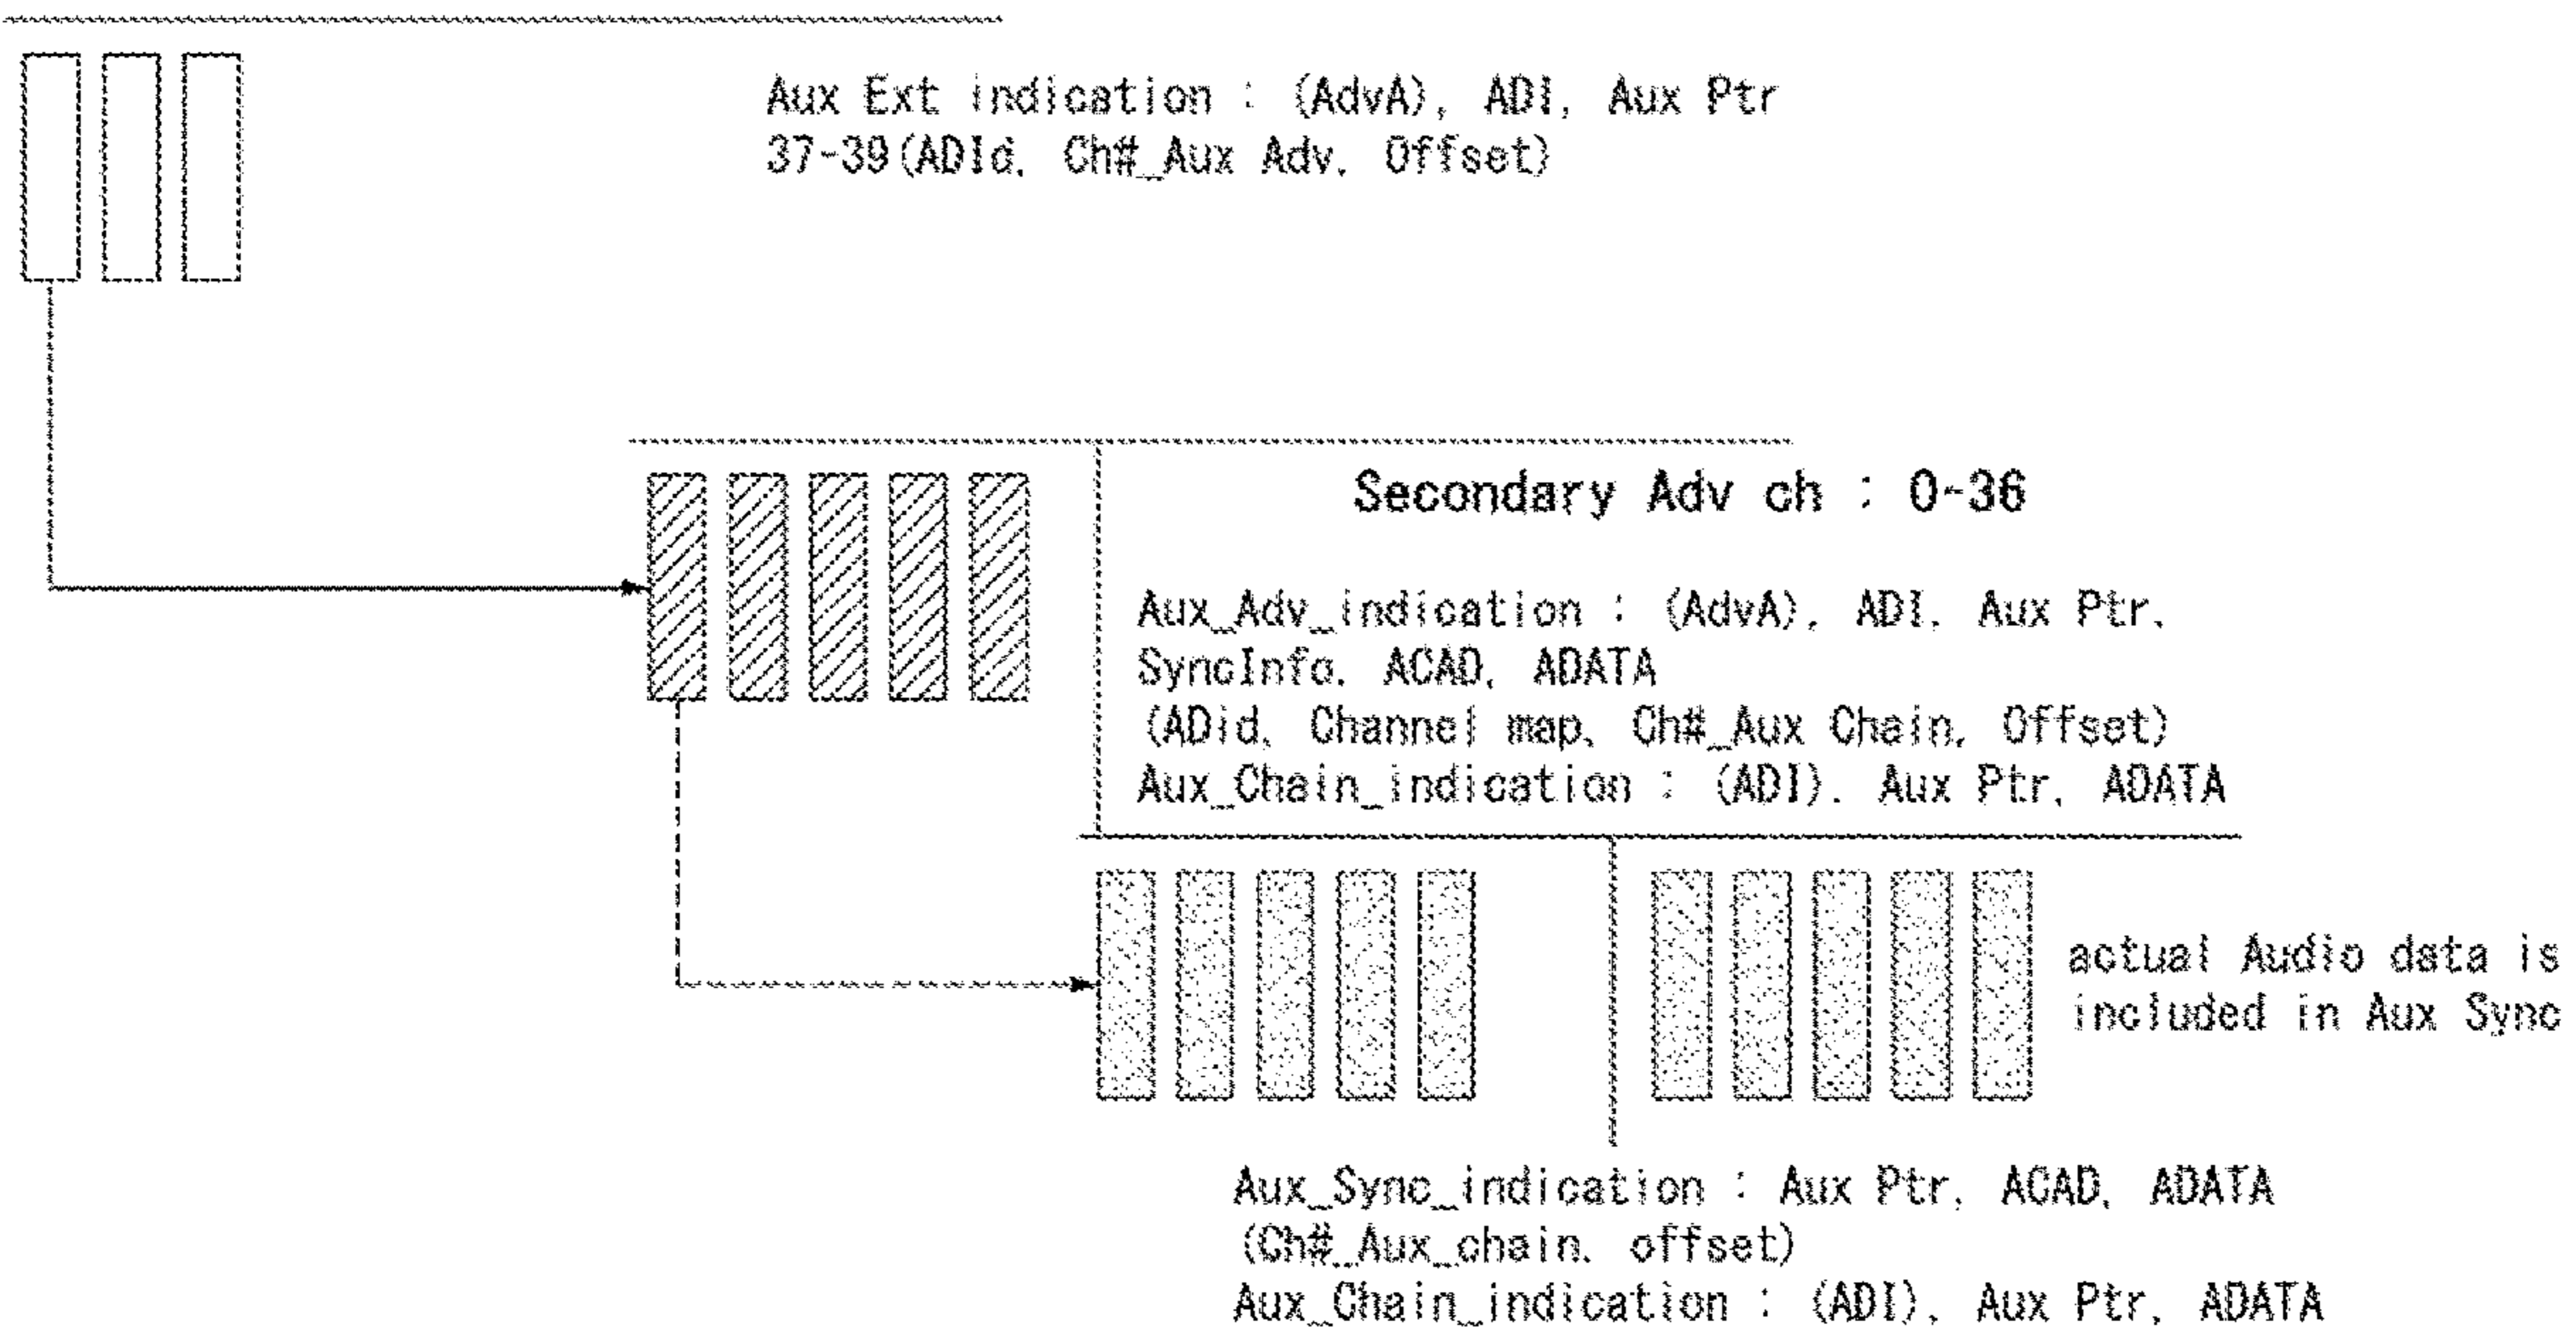 Aux Ext indication : (AdvA), ADI, Aux Ptr
37-39(ADId, Ch#_Aux Adv, Offset)
Secondary Adv ch : 0-36
Aux_Adv_indication : (AdvA), ADI, Aux Ptr,
SyncInfo, ACAD, ADATA
(ADid, Channel map, Ch#_Aux Chain, Offset)
Aux_Chain_indication : (ADI), Aux Ptr, ADATA
actual Audio data is
included in Aux Sync
Aux_Sync_indication : Aux Ptr, ACAD, ADATA
(Ch#_Aux_chain, offset)
Aux_Chain_indication : (ADI), Aux Ptr, ADATA